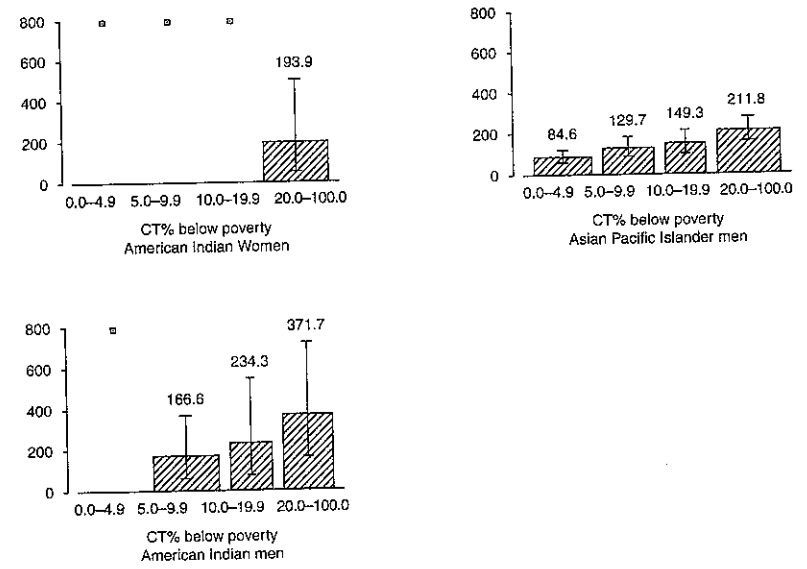 800
600
400
200
0
193.9
0.0–4.9 5.0–9.9 10.0–19.9 20.0–100.0
CT% below poverty
American Indian Women
800
600
400
200
0
84.6 129.7 149.3 211.8
0.0–4.9 5.0–9.9 10.0–19.9 20.0–100.0
CT% below poverty
Asian Pacific Islander men
800
600
400
200
0
166.6 234.3 371.7
0.0–4.9 5.0–9.9 10.0–19.9 20.0–100.0
CT% below poverty
American Indian men